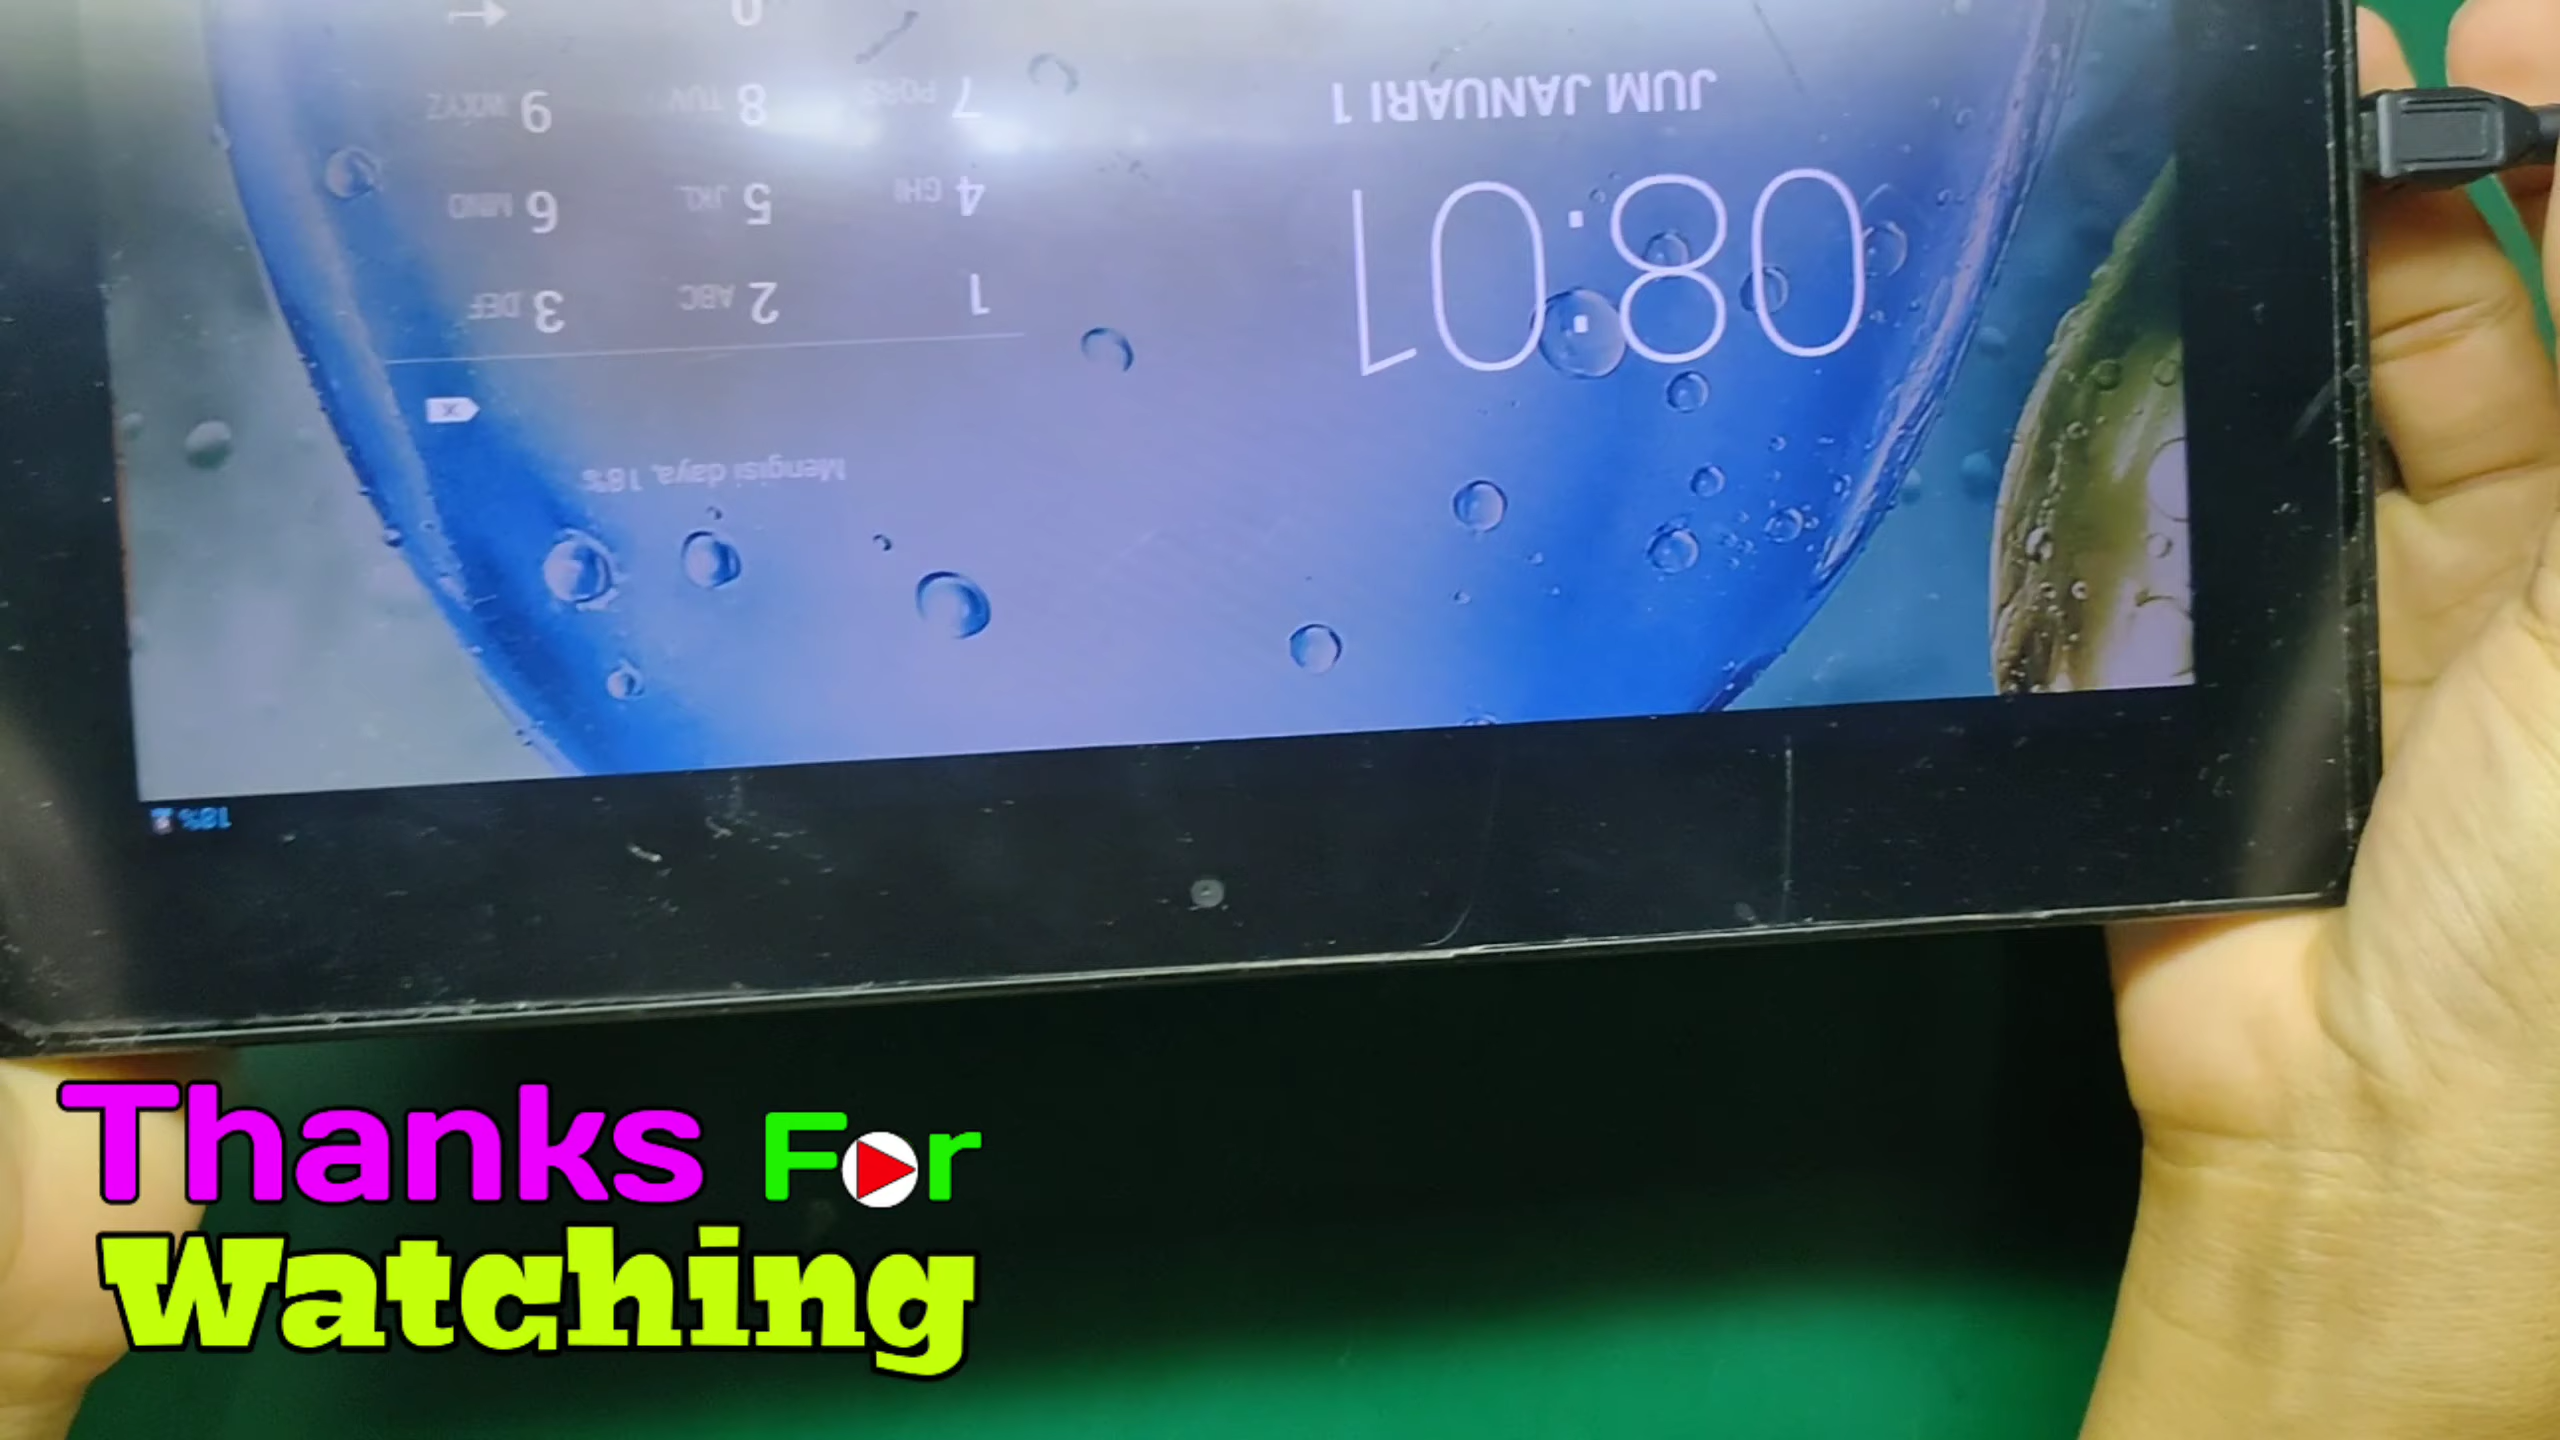 18%
Mengisi daya, 18%
1
2 ABC
3 DEF
4 GHI
5 JKL
6 MNO
7 PQRS
8 TUV
9 WXYZ
0
08:01
JUM JANUARI 1
Thanks For
Watching